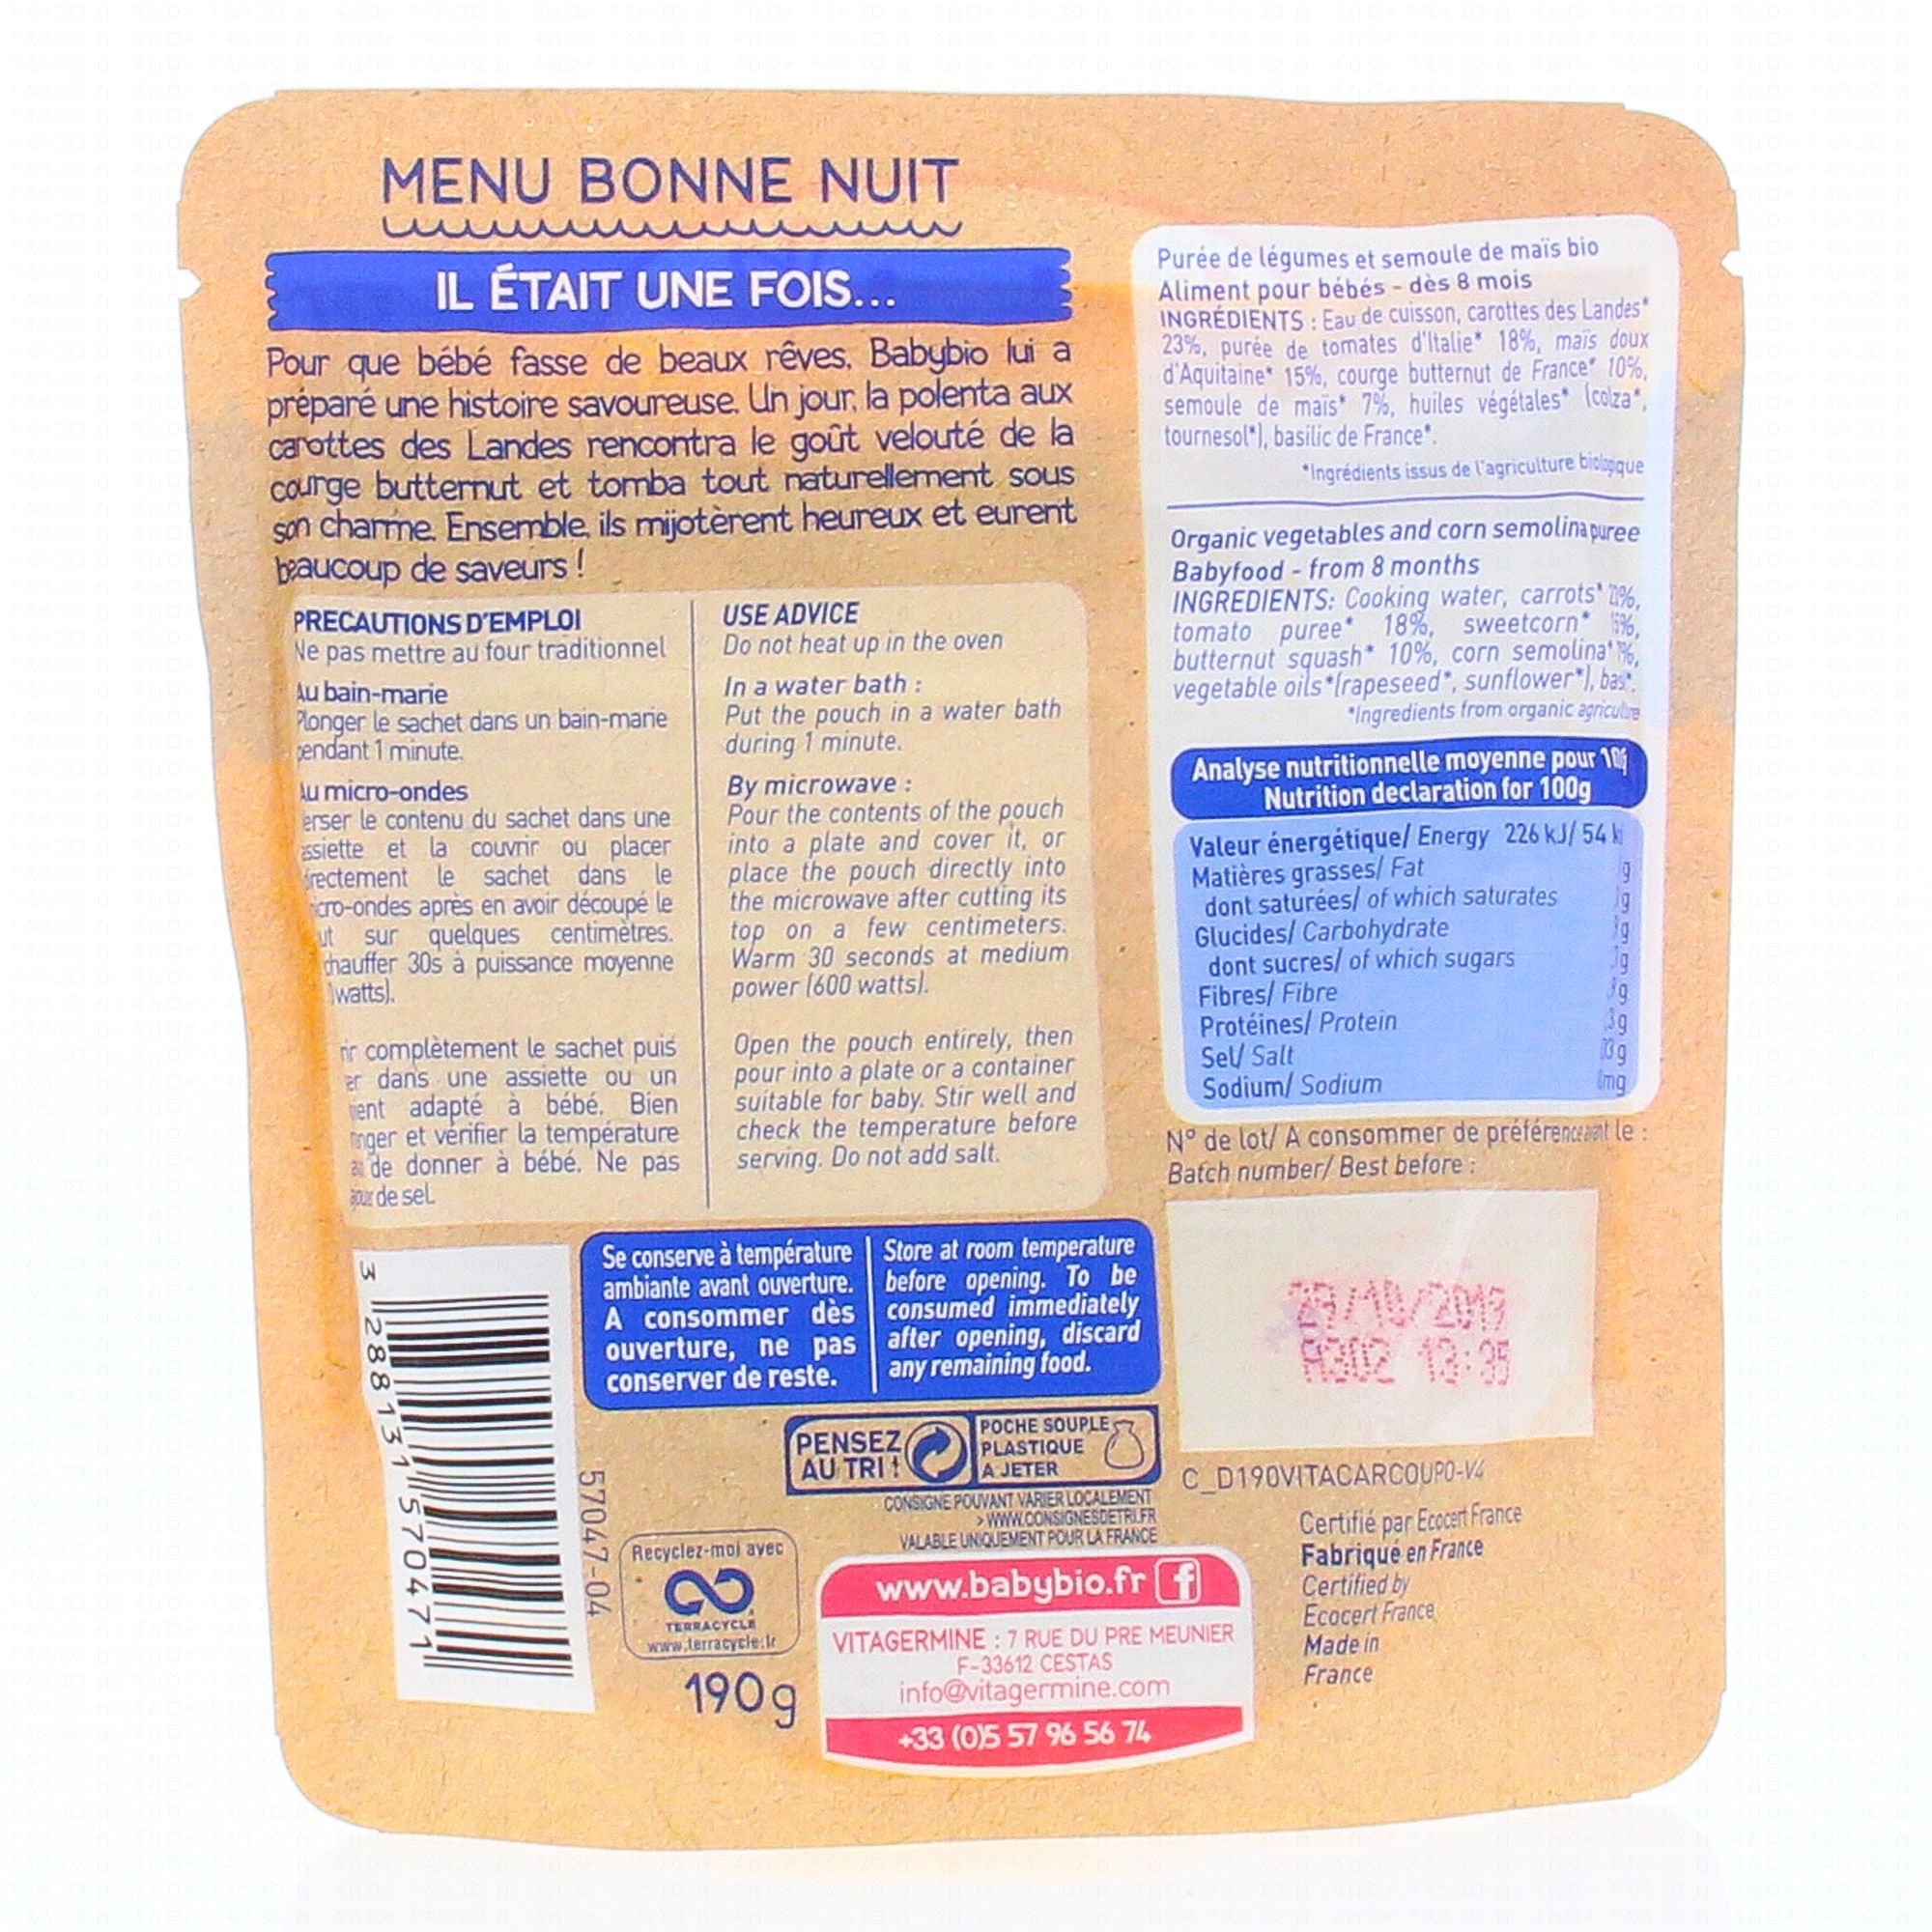 MENU BONNE NUIT
IL ÉTAIT UNE FOIS...
Pour que bébé fasse de beaux rêves, Babybio lui a
préparé une histoire savoureuse. Un jour, la polenta aux
carottes des Landes rencontra le goût velouté de la
courge butternut et tomba tout naturellement sous
son charme. Ensemble, ils mijotèrent heureux et eurent
beaucoup de saveurs !
PRECAUTIONS D'EMPLOI
Ne pas mettre au four traditionnel
Au bain-marie
Plonger le sachet dans un bain-marie
pendant 1 minute.
Au micro-ondes
erser le contenu du sachet dans une
assiette et la couvrir ou placer
directement le sachet dans le
icro-ondes après en avoir découpé le
ut sur quelques centimètres.
chauffer 30s à puissance moyenne
watts).
rir complètement le sachet puis
er dans une assiette ou un
ent adapté à bébé. Bien
nger et vérifier la température
de donner à bébé. Ne pas
de sel.
USE ADVICE
Do not heat up in the oven
In a water bath :
Put the pouch in a water bath
during 1 minute.
By microwave :
Pour the contents of the pouch
into a plate and cover it, or
place the pouch directly into
the microwave after cutting its
top on a few centimeters.
Warm 30 seconds at medium
power (600 watts).
Open the pouch entirely, then
pour into a plate or a container
suitable for baby. Stir well and
check the temperature before
serving. Do not add salt.
Se conserve à température
ambiante avant ouverture.
A consommer dès
ouverture, ne pas
conserver de reste.
Store at room temperature
before opening. To be
consumed immediately
after opening, discard
any remaining food.
3 288131 570471
57047-04
PENSEZ
AU TRI !
POCHE SOUPLE
PLASTIQUE
A JETER
CONSIGNE POUVANT VARIER LOCALEMENT
> WWW.CONSIGNESDETRI.FR
VALABLE UNIQUEMENT POUR LA FRANCE
Recyclez-moi avec
TERRACYCLE
www.terracycle.fr
190g
www.babybio.fr f
VITAGERMINE : 7 RUE DU PRE MEUNIER
F-33612 CESTAS
info@vitagermine.com
+33 (0)5 57 96 56 74
Purée de légumes et semoule de maïs bio
Aliment pour bébés - dès 8 mois
INGRÉDIENTS : Eau de cuisson, carottes des Landes*
23%, purée de tomates d'Italie* 18%, maïs doux
d'Aquitaine* 15%, courge butternut de France* 10%,
semoule de maïs* 7%, huiles végétales* (colza*,
tournesol*), basilic de France*.
*Ingrédients issus de l'agriculture biologique
Organic vegetables and corn semolina puree
Babyfood - from 8 months
INGREDIENTS: Cooking water, carrots*
tomato puree* 18%, sweetcorn*
butternut squash* 10%, corn semolina*
vegetable oils*(rapeseed*, sunflower*),
*Ingredients from organic agriculture
Analyse nutritionnelle moyenne pour
Nutrition declaration for 100g
Valeur énergétique/ Energy 226 kJ/ 54
Matières grasses/ Fat g
dont saturées/ of which saturates g
Glucides/ Carbohydrate g
dont sucres/ of which sugars g
Fibres/ Fibre g
Protéines/ Protein g
Sel/ Salt g
Sodium/ Sodium mg
N° de lot/ A consommer de préférence avant le :
Batch number/ Best before :
29/10/2019
13:35
C_D190VITACARCOUPO-V4
Certifié par Ecocert France
Fabriqué en France
Certified by
Ecocert France
Made in
France